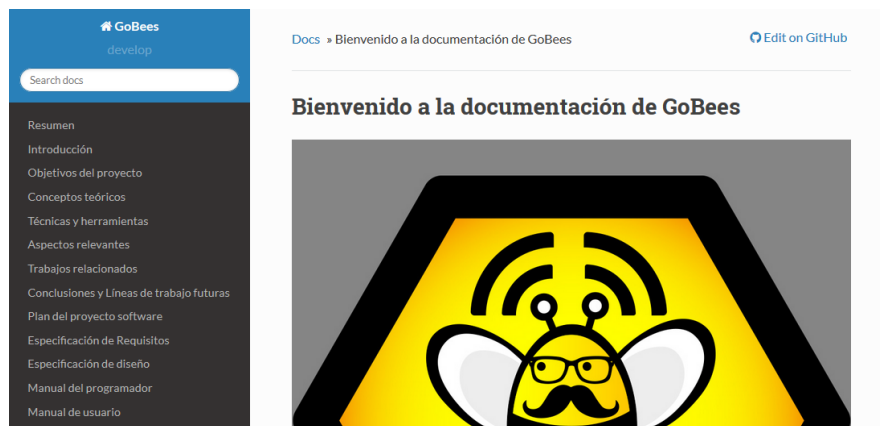 GoBees
develop
Search docs
Resumen
Introducción
Objetivos del proyecto
Conceptos teóricos
Técnicas y herramientas
Aspectos relevantes
Trabajos relacionados
Conclusiones y Líneas de trabajo futuras
Plan del proyecto software
Especificación de Requisitos
Especificación de diseño
Manual del programador
Manual de usuario
Docs » Bienvenido a la documentación de GoBees
Edit on GitHub
Bienvenido a la documentación de GoBees